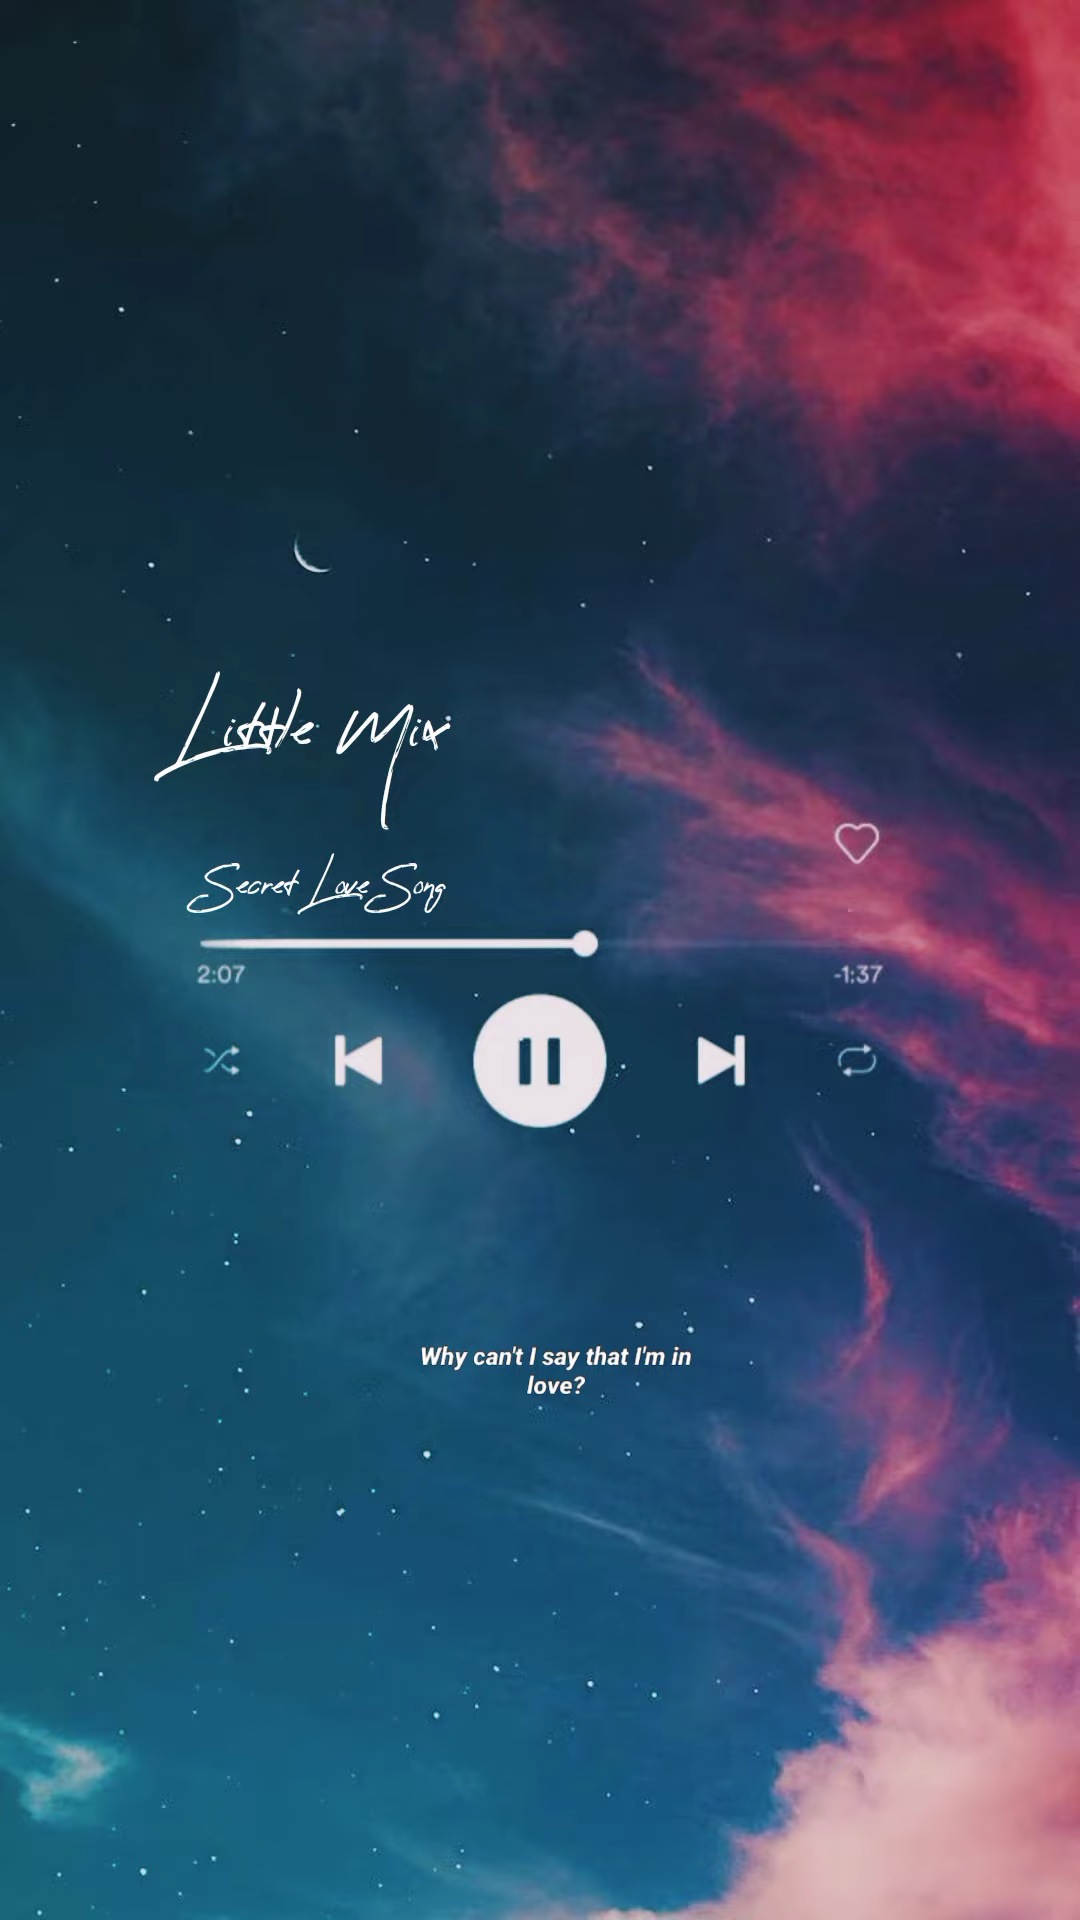 Little Mix
Secret Love Song
2:07
-1:37
Why can't I say that I'm in
love?